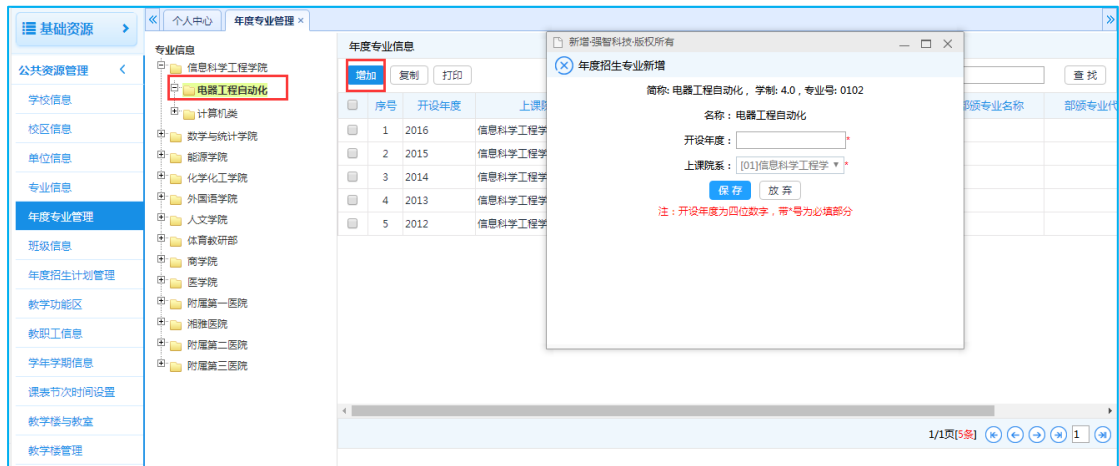 基础资源
公共资源管理
学校信息
校区信息
单位信息
专业信息
年度专业管理
班级信息
年度招生计划管理
教学功能区
教职工信息
学年学期信息
课表节次时间设置
教学楼与教室
教学楼管理
个人中心 年度专业管理 ×
专业信息
信息科学工程学院
电器工程自动化
计算机类
数学与统计学院
能源学院
化学化工学院
外国语学院
人文学院
体育教研部
商学院
医学院
附属第一医院
湘雅医院
附属第二医院
附属第三医院
年度专业信息
增加 复制 打印 查 找
序号 开设年度 上课院 部颁专业名称 部颁专业代
1 2016 信息科学工程学
2 2015 信息科学工程学
3 2014 信息科学工程学
4 2013 信息科学工程学
5 2012 信息科学工程学
新增-强智科技-版权所有
年度招生专业新增
简称: 电器工程自动化 , 学制: 4.0 , 专业号: 0102
名称 : 电器工程自动化
开设年度 : *
上课院系 : [01]信息科学工程学 *
保 存 放 弃
注 : 开设年度为四位数字 , 带*号为必填部分
1/1页[5条] 1